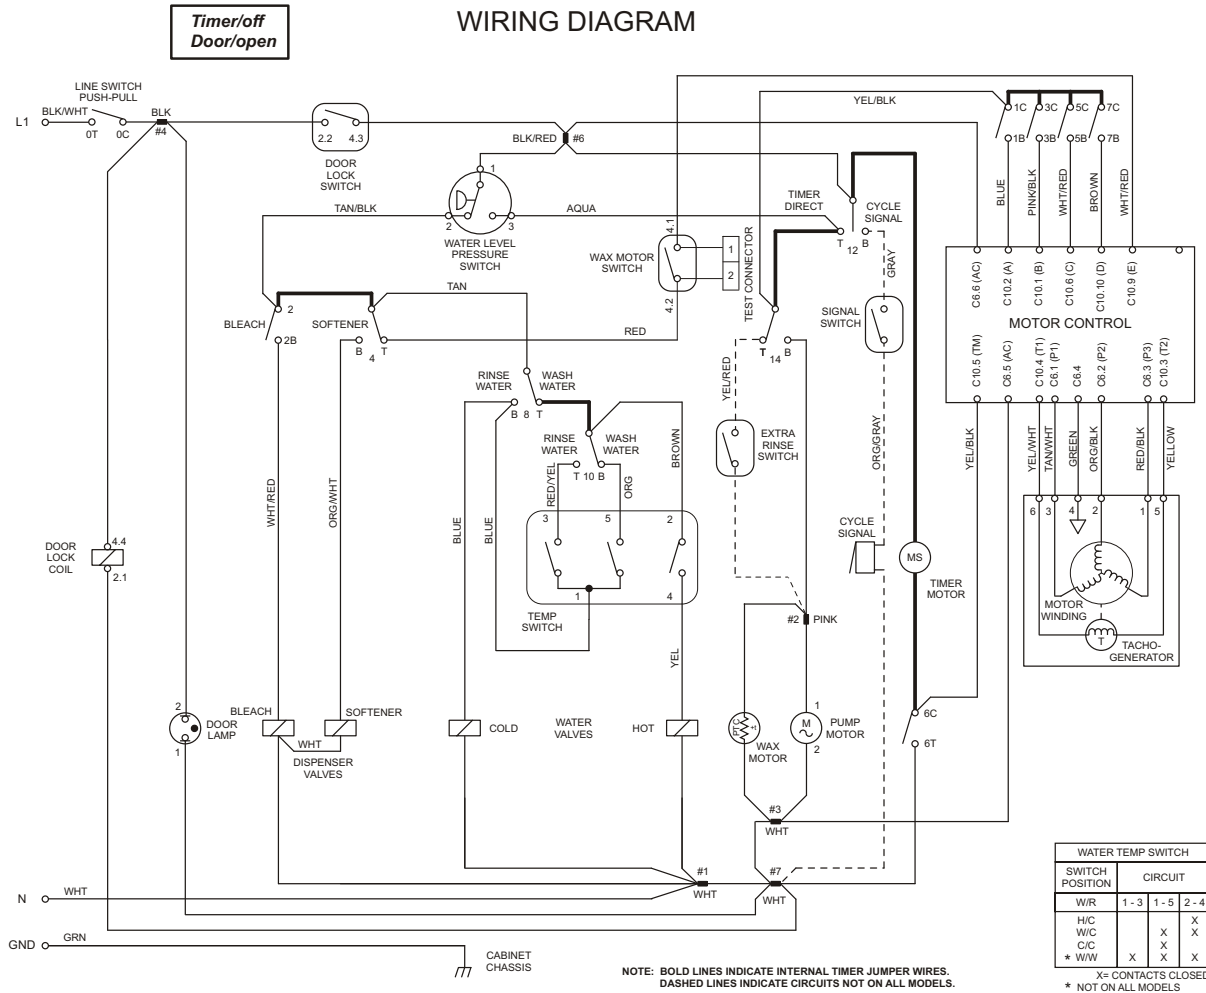 Timer/off
Door/open
WIRING DIAGRAM
LINE SWITCH
PUSH-PULL
L1
BLK/WHT
0T
0C
BLK
#4
2.2
4.3
DOOR
LOCK
SWITCH
BLK/RED
#6
YEL/BLK
1C
3C
5C
7C
1B
3B
5B
7B
BLUE
PINK/BLK
WHT/RED
BROWN
WHT/RED
1
2
3
TAN/BLK
AQUA
WATER LEVEL
PRESSURE
SWITCH
TIMER
DIRECT
CYCLE
SIGNAL
T
12
B
GRAY
4.1
WAX MOTOR
SWITCH
4.2
1
2
TEST CONNECTOR
TAN
RED
2
BLEACH
2B
SOFTENER
B
4
T
SIGNAL
SWITCH
T
14
B
YEL/RED
C6.6 (AC)
C10.2 (A)
C10.1 (B)
C10.6 (C)
C10.10 (D)
C10.9 (E)
MOTOR CONTROL
C10.5 (TM)
C6.5 (AC)
C10.4 (T1)
C6.1 (P1)
C6.4
C6.2 (P2)
C6.3 (P3)
C10.3 (T2)
RINSE
WATER
WASH
WATER
B 8 T
RINSE
WATER
WASH
WATER
T 10 B
RED/YEL
ORG
BROWN
EXTRA
RINSE
SWITCH
ORG/GRAY
YEL/BLK
YEL/WHT
TAN/WHT
GREEN
ORG/BLK
RED/BLK
YELLOW
WHT/RED
ORG/WHT
BLUE
BLUE
3
5
2
1
4
TEMP
SWITCH
YEL
DOOR
LOCK
COIL
4.4
2.1
CYCLE
SIGNAL
MS
TIMER
MOTOR
6
3
4
2
1
5
MOTOR
WINDING
T
TACHO-
GENERATOR
#2
PINK
2
1
DOOR
LAMP
BLEACH
SOFTENER
WHT
DISPENSER
VALVES
COLD
WATER
VALVES
HOT
PTC
WAX
MOTOR
M
1
2
PUMP
MOTOR
6C
6T
#3
WHT
#1
WHT
#7
WHT
N
WHT
GND
GRN
CABINET
CHASSIS
NOTE: BOLD LINES INDICATE INTERNAL TIMER JUMPER WIRES.
DASHED LINES INDICATE CIRCUITS NOT ON ALL MODELS.
WATER TEMP SWITCH
SWITCH
POSITION
CIRCUIT
W/R 1 - 3 1 - 5 2 - 4
H/C X
W/C X X
C/C X
* W/W X X X
X= CONTACTS CLOSED
* NOT ON ALL MODELS